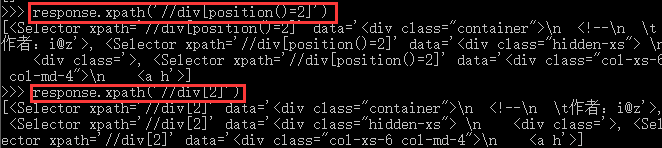 >>> response.xpath('//div[position()=2]')
[<Selector xpath='//div[position()=2]' data='<div class="container">\n  <!--\n  \t
作者：i@z'>, <Selector xpath='//div[position()=2]' data='<div class="hidden-xs">\n
  <div class='>, <Selector xpath='//div[position()=2]' data='<div class="col-xs-6
col-md-4">\n     <a h'>]
>>> response.xpath('//div[2]')
[<Selector xpath='//div[2]' data='<div class="container">\n  <!--\n  \t作者：i@z'>,
 <Selector xpath='//div[2]' data='<div class="hidden-xs">\n     <div class='>, <Sel
ector xpath='//div[2]' data='<div class="col-xs-6 col-md-4">\n     <a h'>]